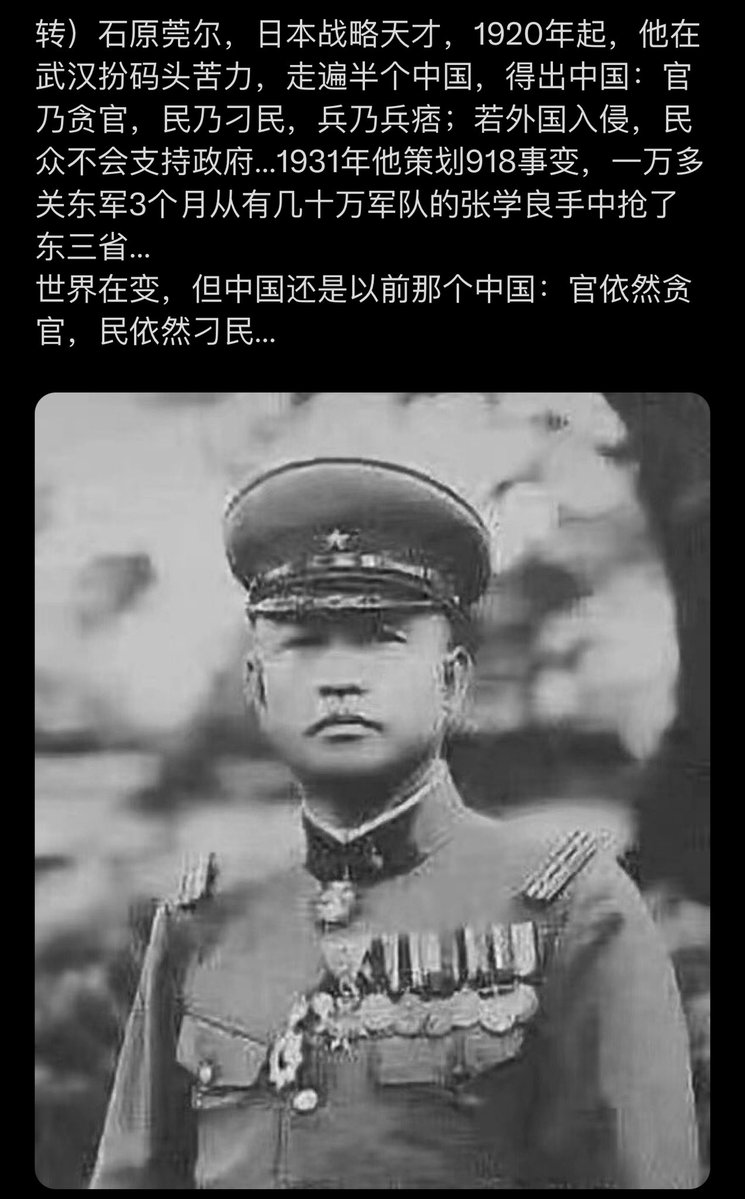 转）石原莞尔，日本战略天才，1920年起，他在
武汉扮码头苦力，走遍半个中国，得出中国：官
乃贪官，民乃刁民，兵乃兵痞；若外国入侵，民
众不会支持政府...1931年他策划918事变，一万多
关东军3个月从有几十万军队的张学良手中抢了
东三省...
世界在变，但中国还是以前那个中国：官依然贪
官，民依然刁民...